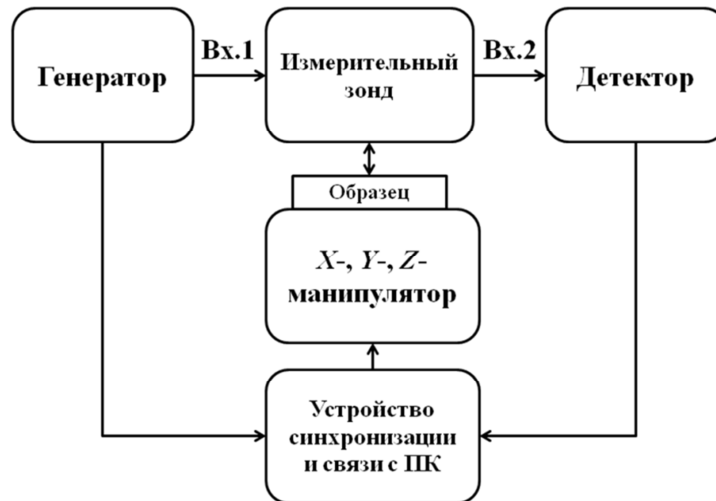 Генератор
Вх.1
Измерительный
зонд
Вх.2
Детектор
Образец
X-, Y-, Z-
манипулятор
Устройство
синхронизации
и связи с ПК